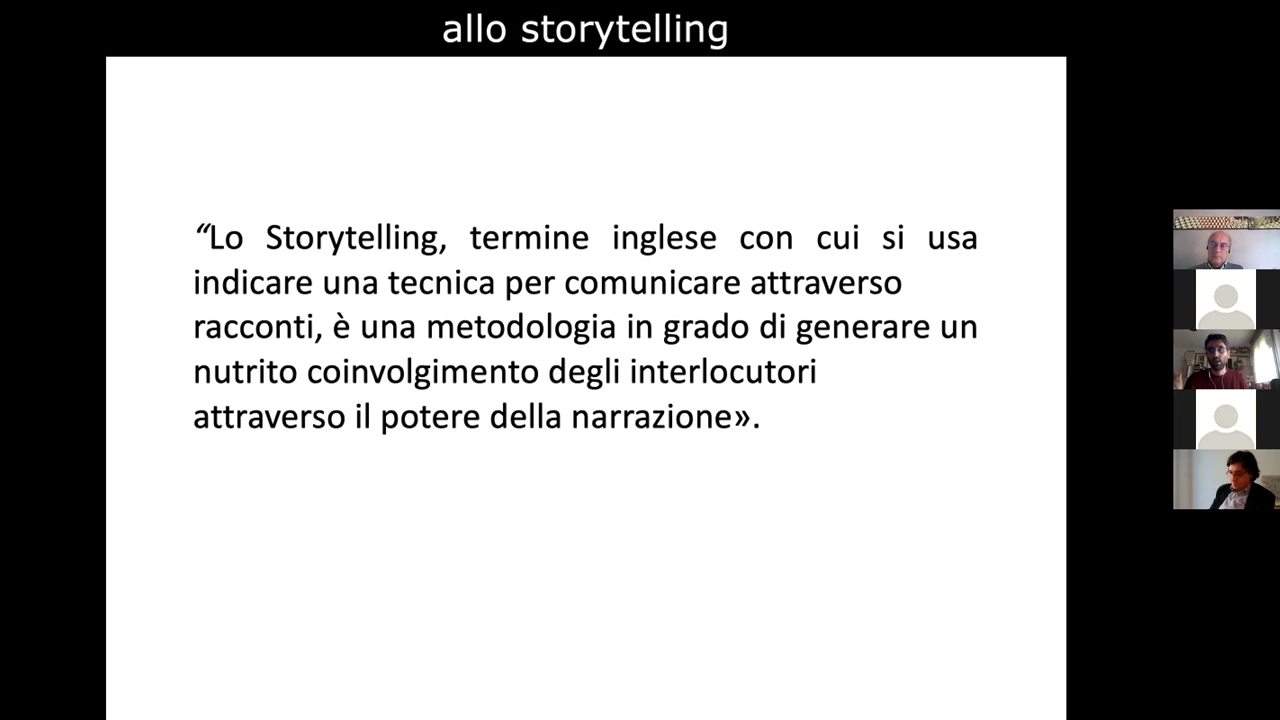 allo storytelling
“Lo Storytelling, termine inglese con cui si usa
indicare una tecnica per comunicare attraverso
racconti, è una metodologia in grado di generare un
nutrito coinvolgimento degli interlocutori
attraverso il potere della narrazione».